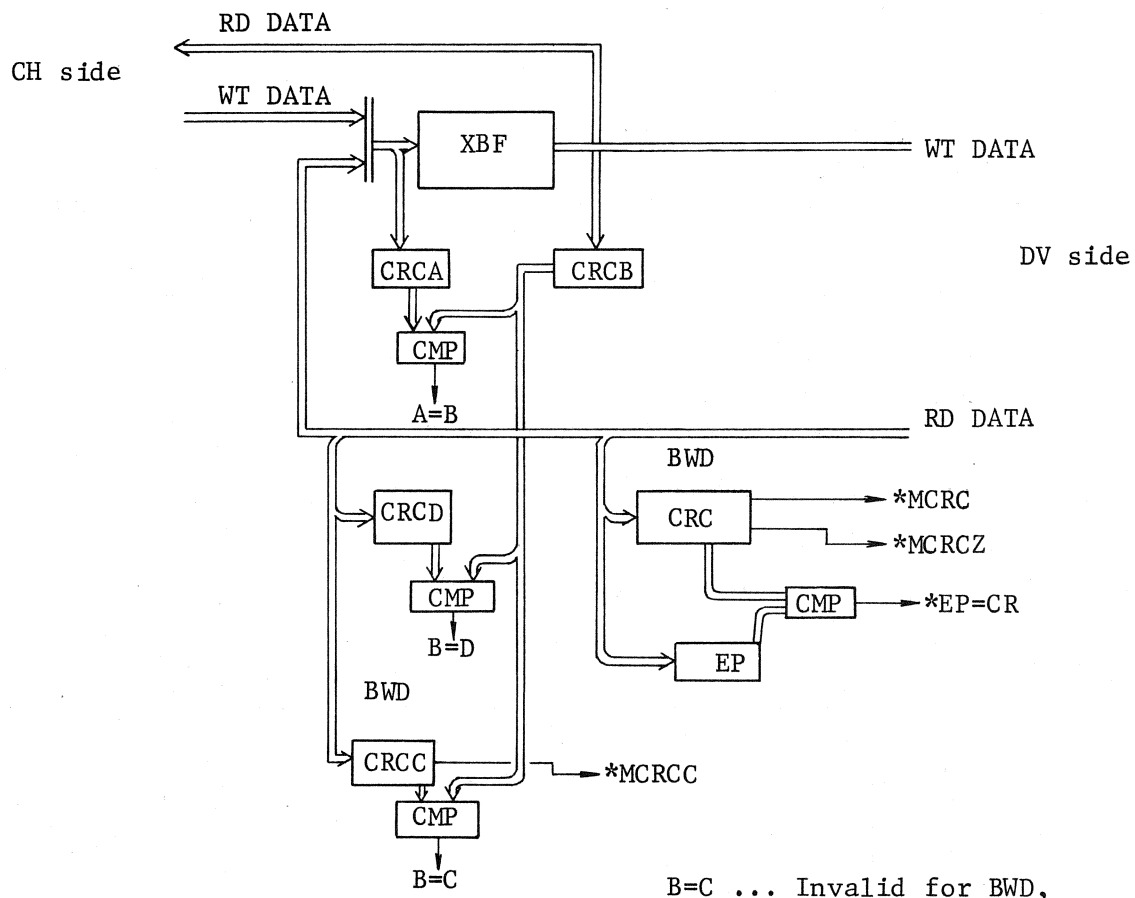 RD DATA
CH side
WT DATA
XBF
WT DATA
DV side
CRCA
CRCB
CMP
A=B
RD DATA
BWD
CRCD
CRC
*MCRC
*MCRCZ
CMP
B=D
CMP
*EP=CR
EP
BWD
CRCC
*MCRCC
CMP
B=C
B=C ... Invalid for BWD,